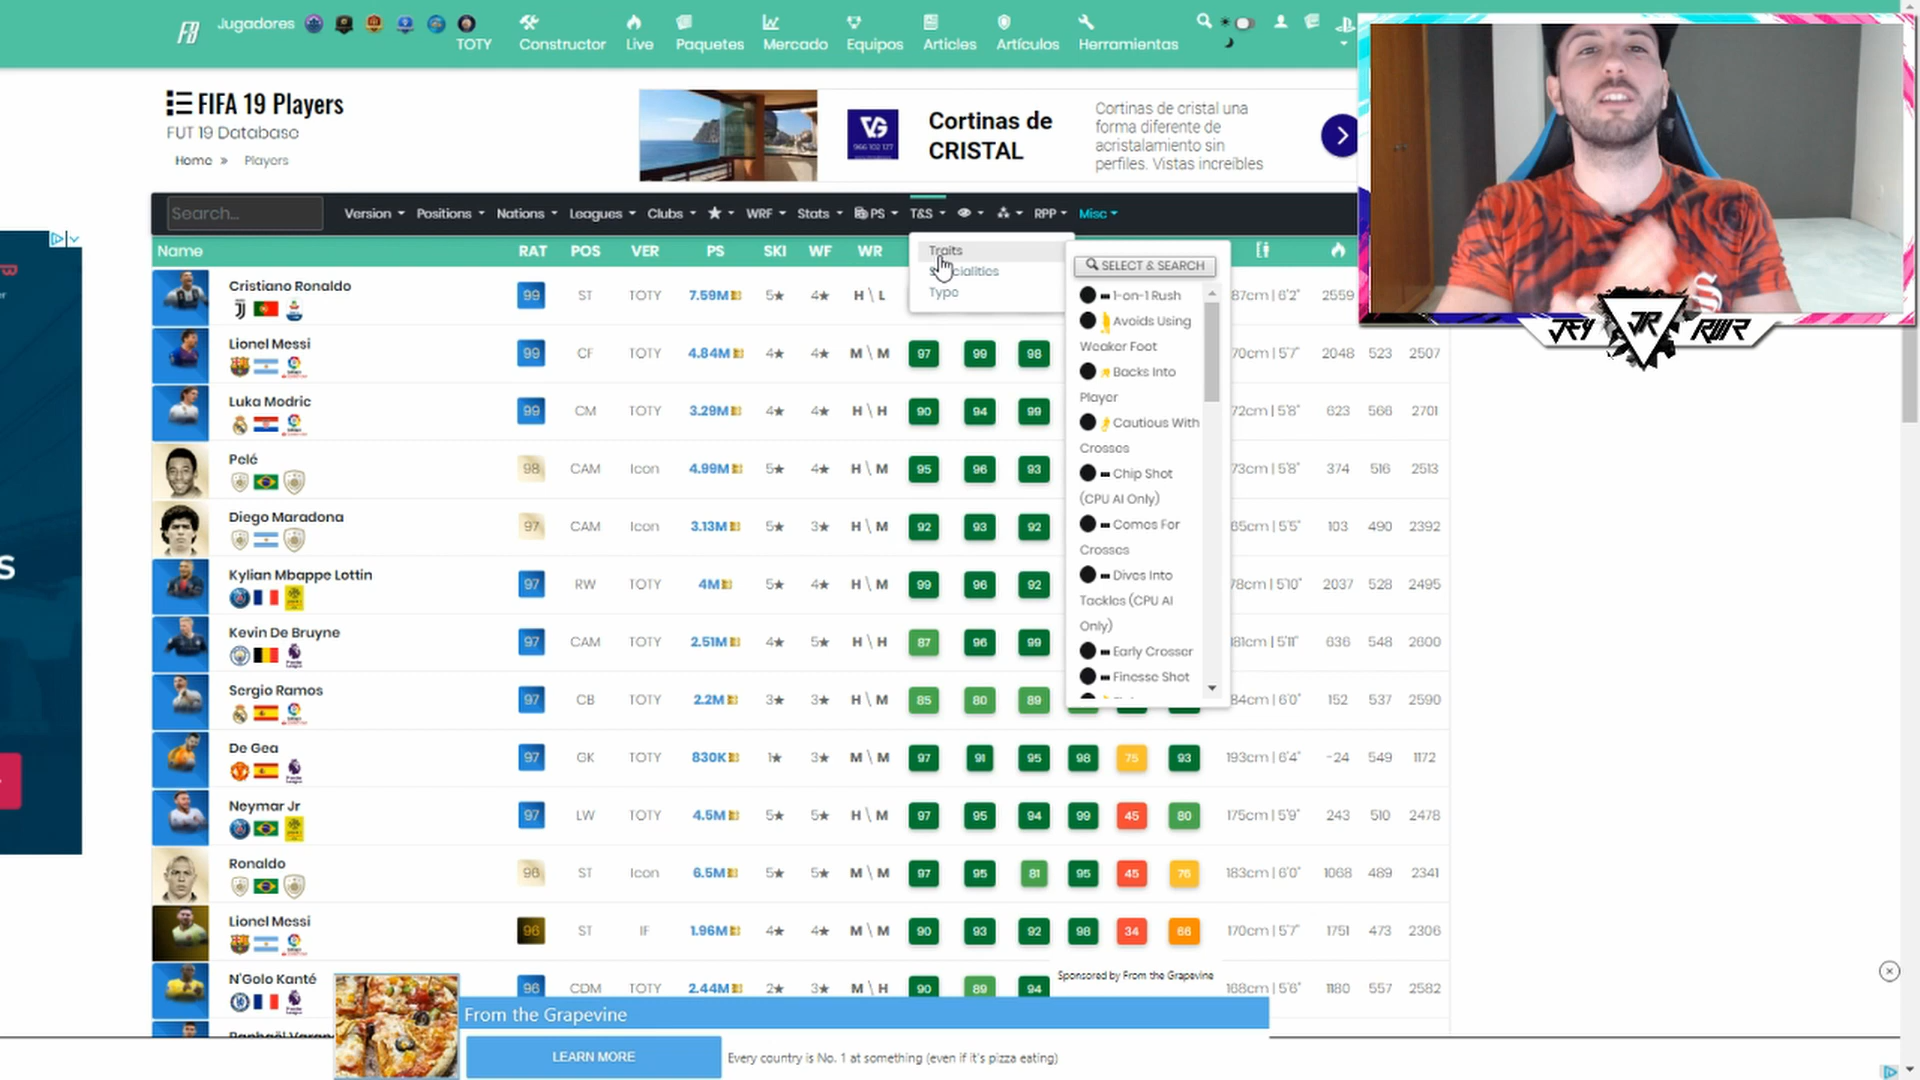 Jugadores
TOTY
Constructor
Live
Paquetes
Mercado
Equipos
Articles
Artículos
Herramientas
FIFA 19 Players
FUT 19 Database
Home » Players
VG
966 102 127
Cortinas de
CRISTAL
Cortinas de cristal una
forma diferente de
acristalamiento sin
perfiles. Vistas increíbles
JEY JR RWR
Search...
Version Positions Nations Leagues Clubs WRF Stats PS T&S RPP Misc
Name RAT POS VER PS SKI WF WR
Traits
Type
SELECT & SEARCH
1-on-1 Rush
Avoids Using
Weaker Foot
Backs Into
Player
Cautious With
Crosses
Chip Shot
(CPU AI Only)
Comes For
Crosses
Dives Into
Tackles (CPU AI
Only)
Early Crosser
Finesse Shot
Cristiano Ronaldo 99 ST TOTY 7.59M 5★ 4★ H \ L 87cm | 6'2" 2559
Lionel Messi 99 CF TOTY 4.84M 4★ 4★ M \ M 97 99 98 70cm | 5'7" 2048 523 2507
Luka Modric 99 CM TOTY 3.29M 4★ 4★ H \ H 90 94 99 72cm | 5'8" 623 566 2701
Pelé 98 CAM Icon 4.99M 5★ 4★ H \ M 95 96 93 73cm | 5'8" 374 516 2513
Diego Maradona 97 CAM Icon 3.13M 5★ 3★ H \ M 92 93 92 65cm | 5'5" 103 490 2392
Kylian Mbappe Lottin 97 RW TOTY 4M 5★ 4★ H \ M 99 96 92 78cm | 5'10" 2037 528 2495
Kevin De Bruyne 97 CAM TOTY 2.51M 4★ 5★ H \ H 87 96 99 81cm | 5'11" 636 548 2600
Sergio Ramos 97 CB TOTY 2.2M 3★ 3★ H \ M 85 80 89 84cm | 6'0" 152 537 2590
De Gea 97 GK TOTY 830K 1★ 3★ M \ M 97 91 95 98 75 93 193cm | 6'4" -24 549 1172
Neymar Jr 97 LW TOTY 4.5M 5★ 5★ H \ M 97 95 94 99 45 80 175cm | 5'9" 243 510 2478
Ronaldo 96 ST Icon 6.5M 5★ 5★ M \ M 97 95 81 95 45 76 183cm | 6'0" 1068 489 2341
Lionel Messi 96 ST IF 1.96M 4★ 4★ M \ M 90 93 92 98 34 66 170cm | 5'7" 1751 473 2306
N'Golo Kanté 96 CDM TOTY 2.44M 2★ 3★ M \ H 90 89 94 168cm | 5'6" 1180 557 2582
Sponsored by From the Grapevine
From the Grapevine
LEARN MORE
Every country is No. 1 at something (even if it's pizza eating)